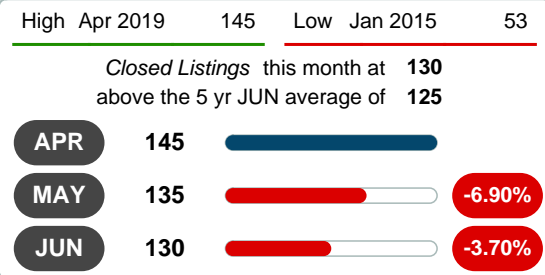 High Apr 2019 145 Low Jan 2015 53
Closed Listings this month at 130
above the 5 yr JUN average of 125
APR 145
MAY 135 -6.90%
JUN 130 -3.70%